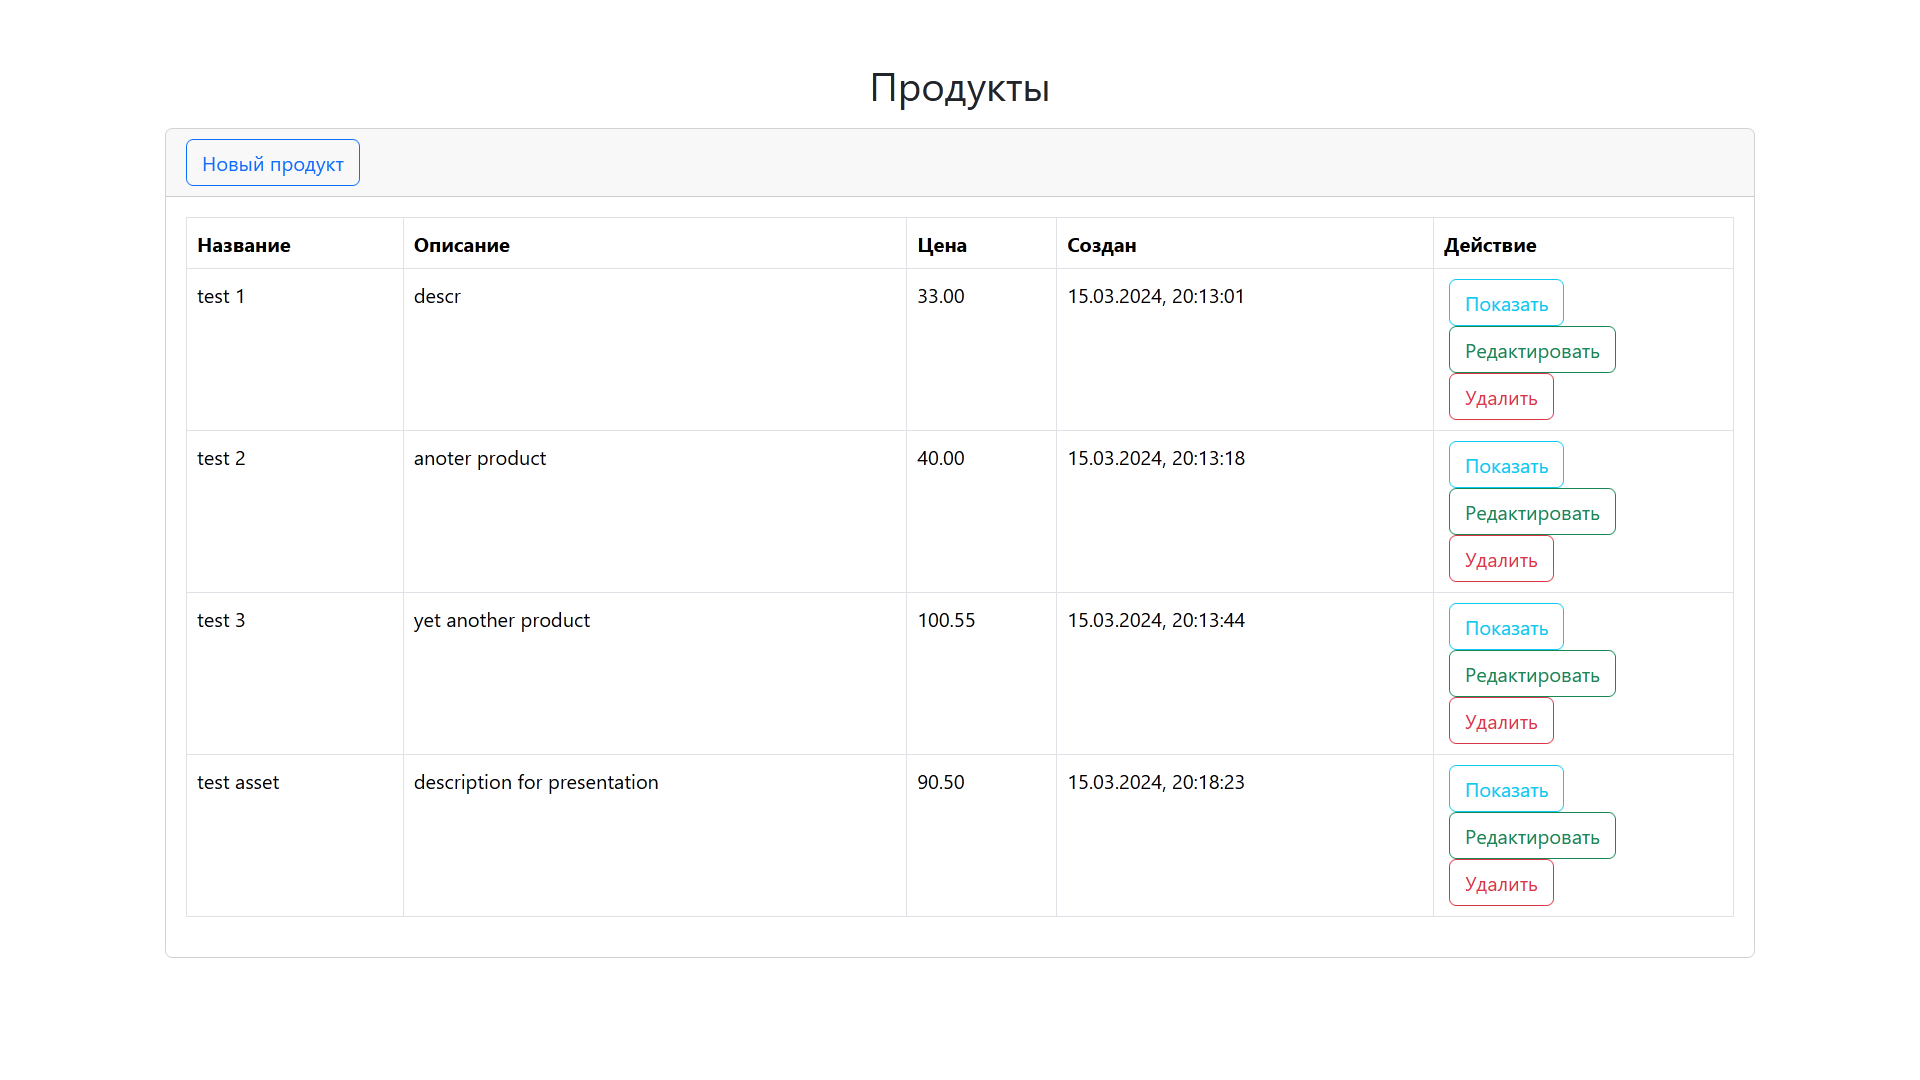 Продукты
Новый продукт
Название Описание Цена Создан Действие
test 1 descr 33.00 15.03.2024, 20:13:01 Показать
Редактировать
Удалить
test 2 anoter product 40.00 15.03.2024, 20:13:18 Показать
Редактировать
Удалить
test 3 yet another product 100.55 15.03.2024, 20:13:44 Показать
Редактировать
Удалить
test asset description for presentation 90.50 15.03.2024, 20:18:23 Показать
Редактировать
Удалить